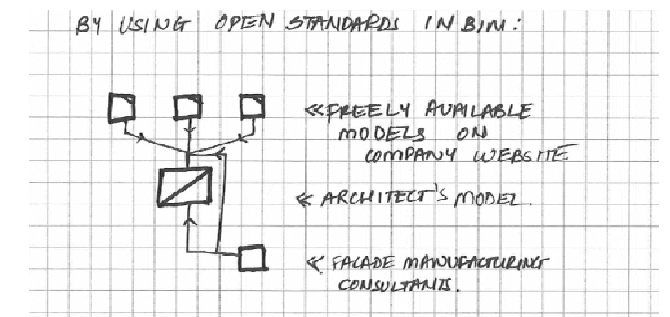 BY USING OPEN STANDARDS IN BIM:
<<FREELY AVAILABLE
MODELS ON
COMPANY WEBSITE
< ARCHITECT'S MODEL.
<< FACADE MANUFACTURING
CONSULTANTS.